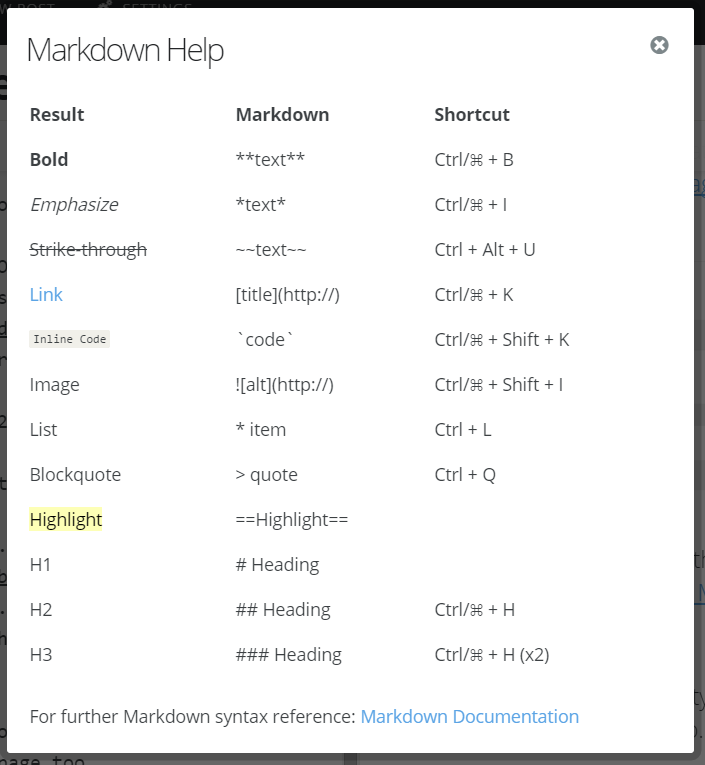 SETTINGS
Markdown Help
Result Markdown Shortcut
Bold **text** Ctrl/⌘ + B
Emphasize *text* Ctrl/⌘ + I
Strike-through ~~text~~ Ctrl + Alt + U
Link [title](http://) Ctrl/⌘ + K
Inline Code `code` Ctrl/⌘ + Shift + K
Image ![alt](http://) Ctrl/⌘ + Shift + I
List * item Ctrl + L
Blockquote > quote Ctrl + Q
Highlight ==Highlight==
H1 # Heading
H2 ## Heading Ctrl/⌘ + H
H3 ### Heading Ctrl/⌘ + H (x2)
For further Markdown syntax reference: Markdown Documentation